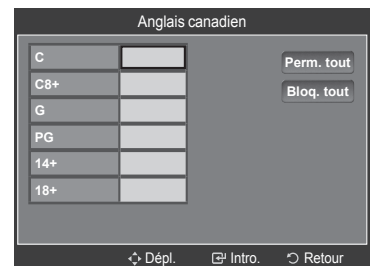 Anglais canadien
C
Perm. tout
C8+
Bloq. tout
G
PG
14+
18+
Dépl. Intro. Retour